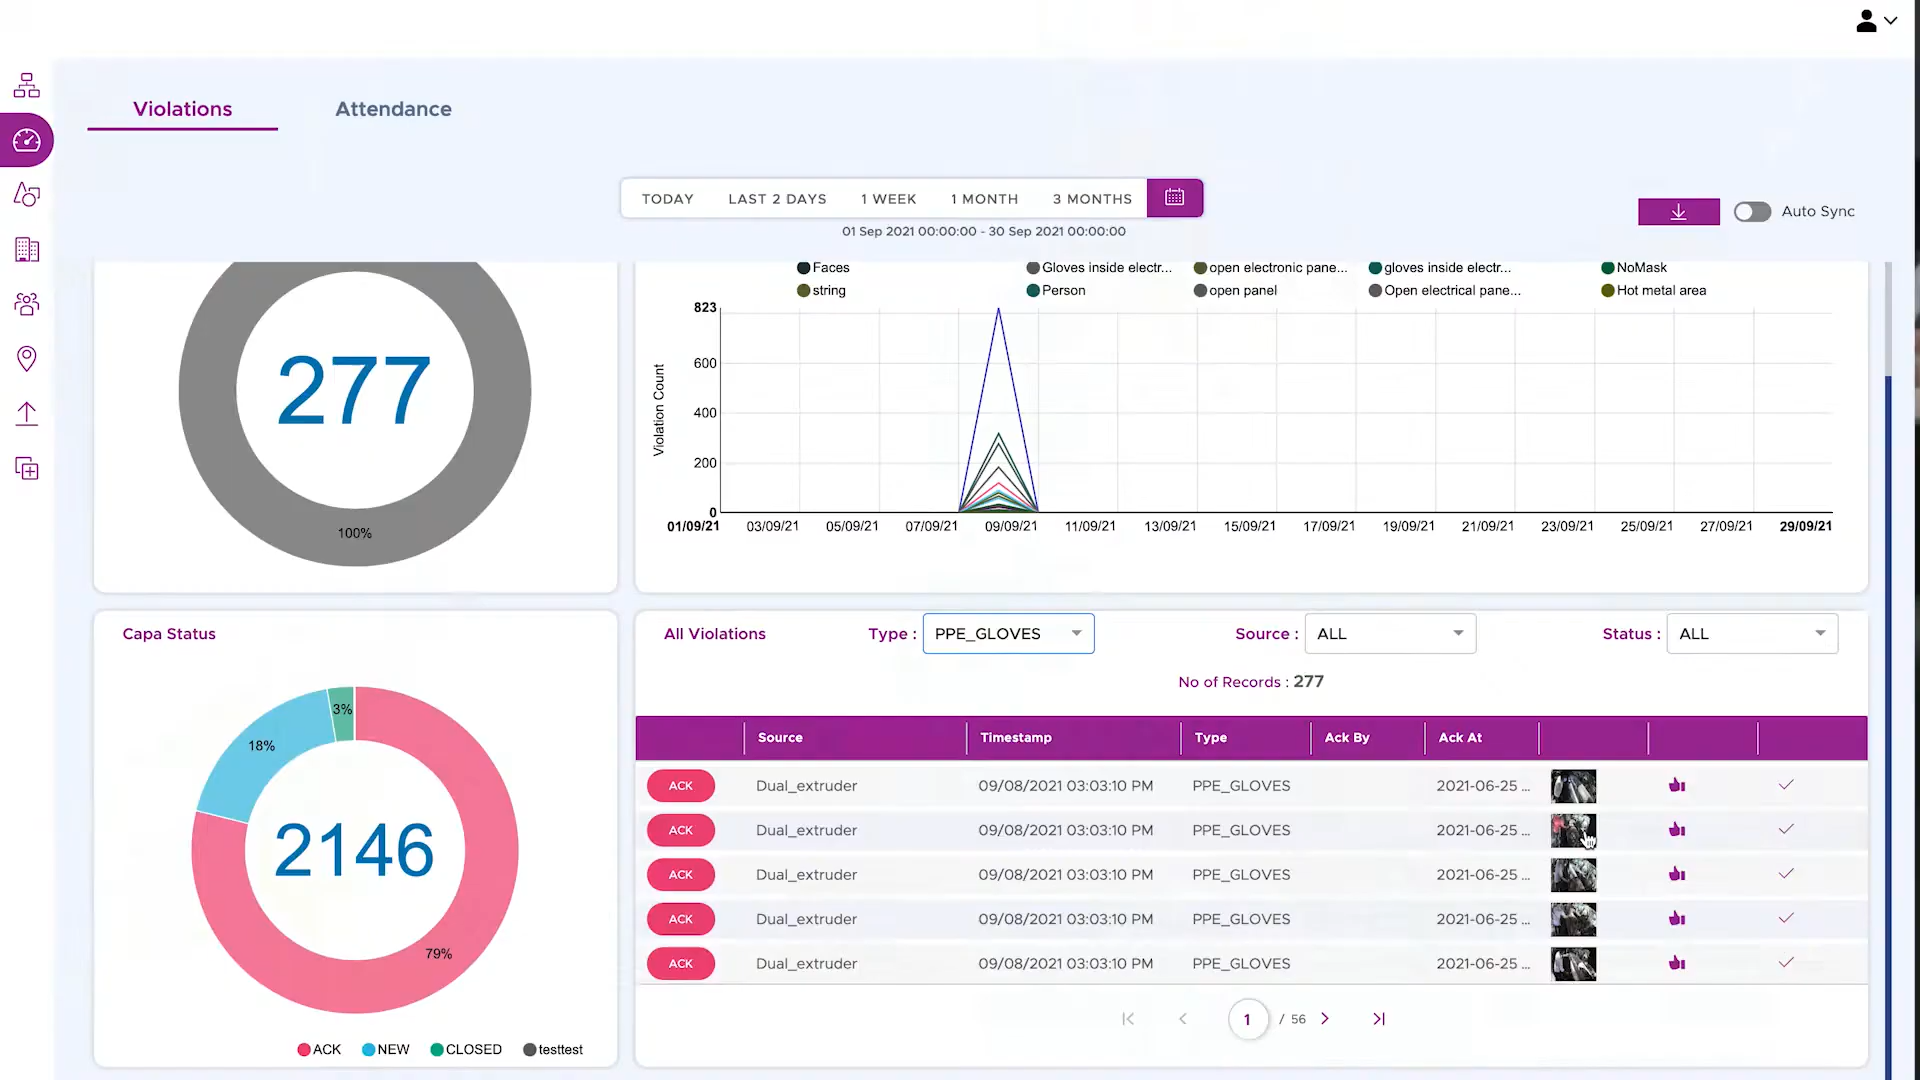 Violations Attendance
TODAY LAST 2 DAYS 1 WEEK 1 MONTH 3 MONTHS
01 Sep 2021 00:00:00 - 30 Sep 2021 00:00:00
Auto Sync
277
100%
Faces Gloves inside electr... open electronic pane... gloves inside electr... NoMask
string Person open panel Open electrical pane... Hot metal area
Violation Count
823
600
400
200
0
01/09/21 03/09/21 05/09/21 07/09/21 09/09/21 11/09/21 13/09/21 15/09/21 17/09/21 19/09/21 21/09/21 23/09/21 25/09/21 27/09/21 29/09/21
Capa Status
3%
18%
2146
79%
ACK NEW CLOSED testtest
All Violations Type : PPE_GLOVES Source : ALL Status : ALL
No of Records : 277
Source Timestamp Type Ack By Ack At
ACK Dual_extruder 09/08/2021 03:03:10 PM PPE_GLOVES 2021-06-25 ...
ACK Dual_extruder 09/08/2021 03:03:10 PM PPE_GLOVES 2021-06-25 ...
ACK Dual_extruder 09/08/2021 03:03:10 PM PPE_GLOVES 2021-06-25 ...
ACK Dual_extruder 09/08/2021 03:03:10 PM PPE_GLOVES 2021-06-25 ...
ACK Dual_extruder 09/08/2021 03:03:10 PM PPE_GLOVES 2021-06-25 ...
1 / 56